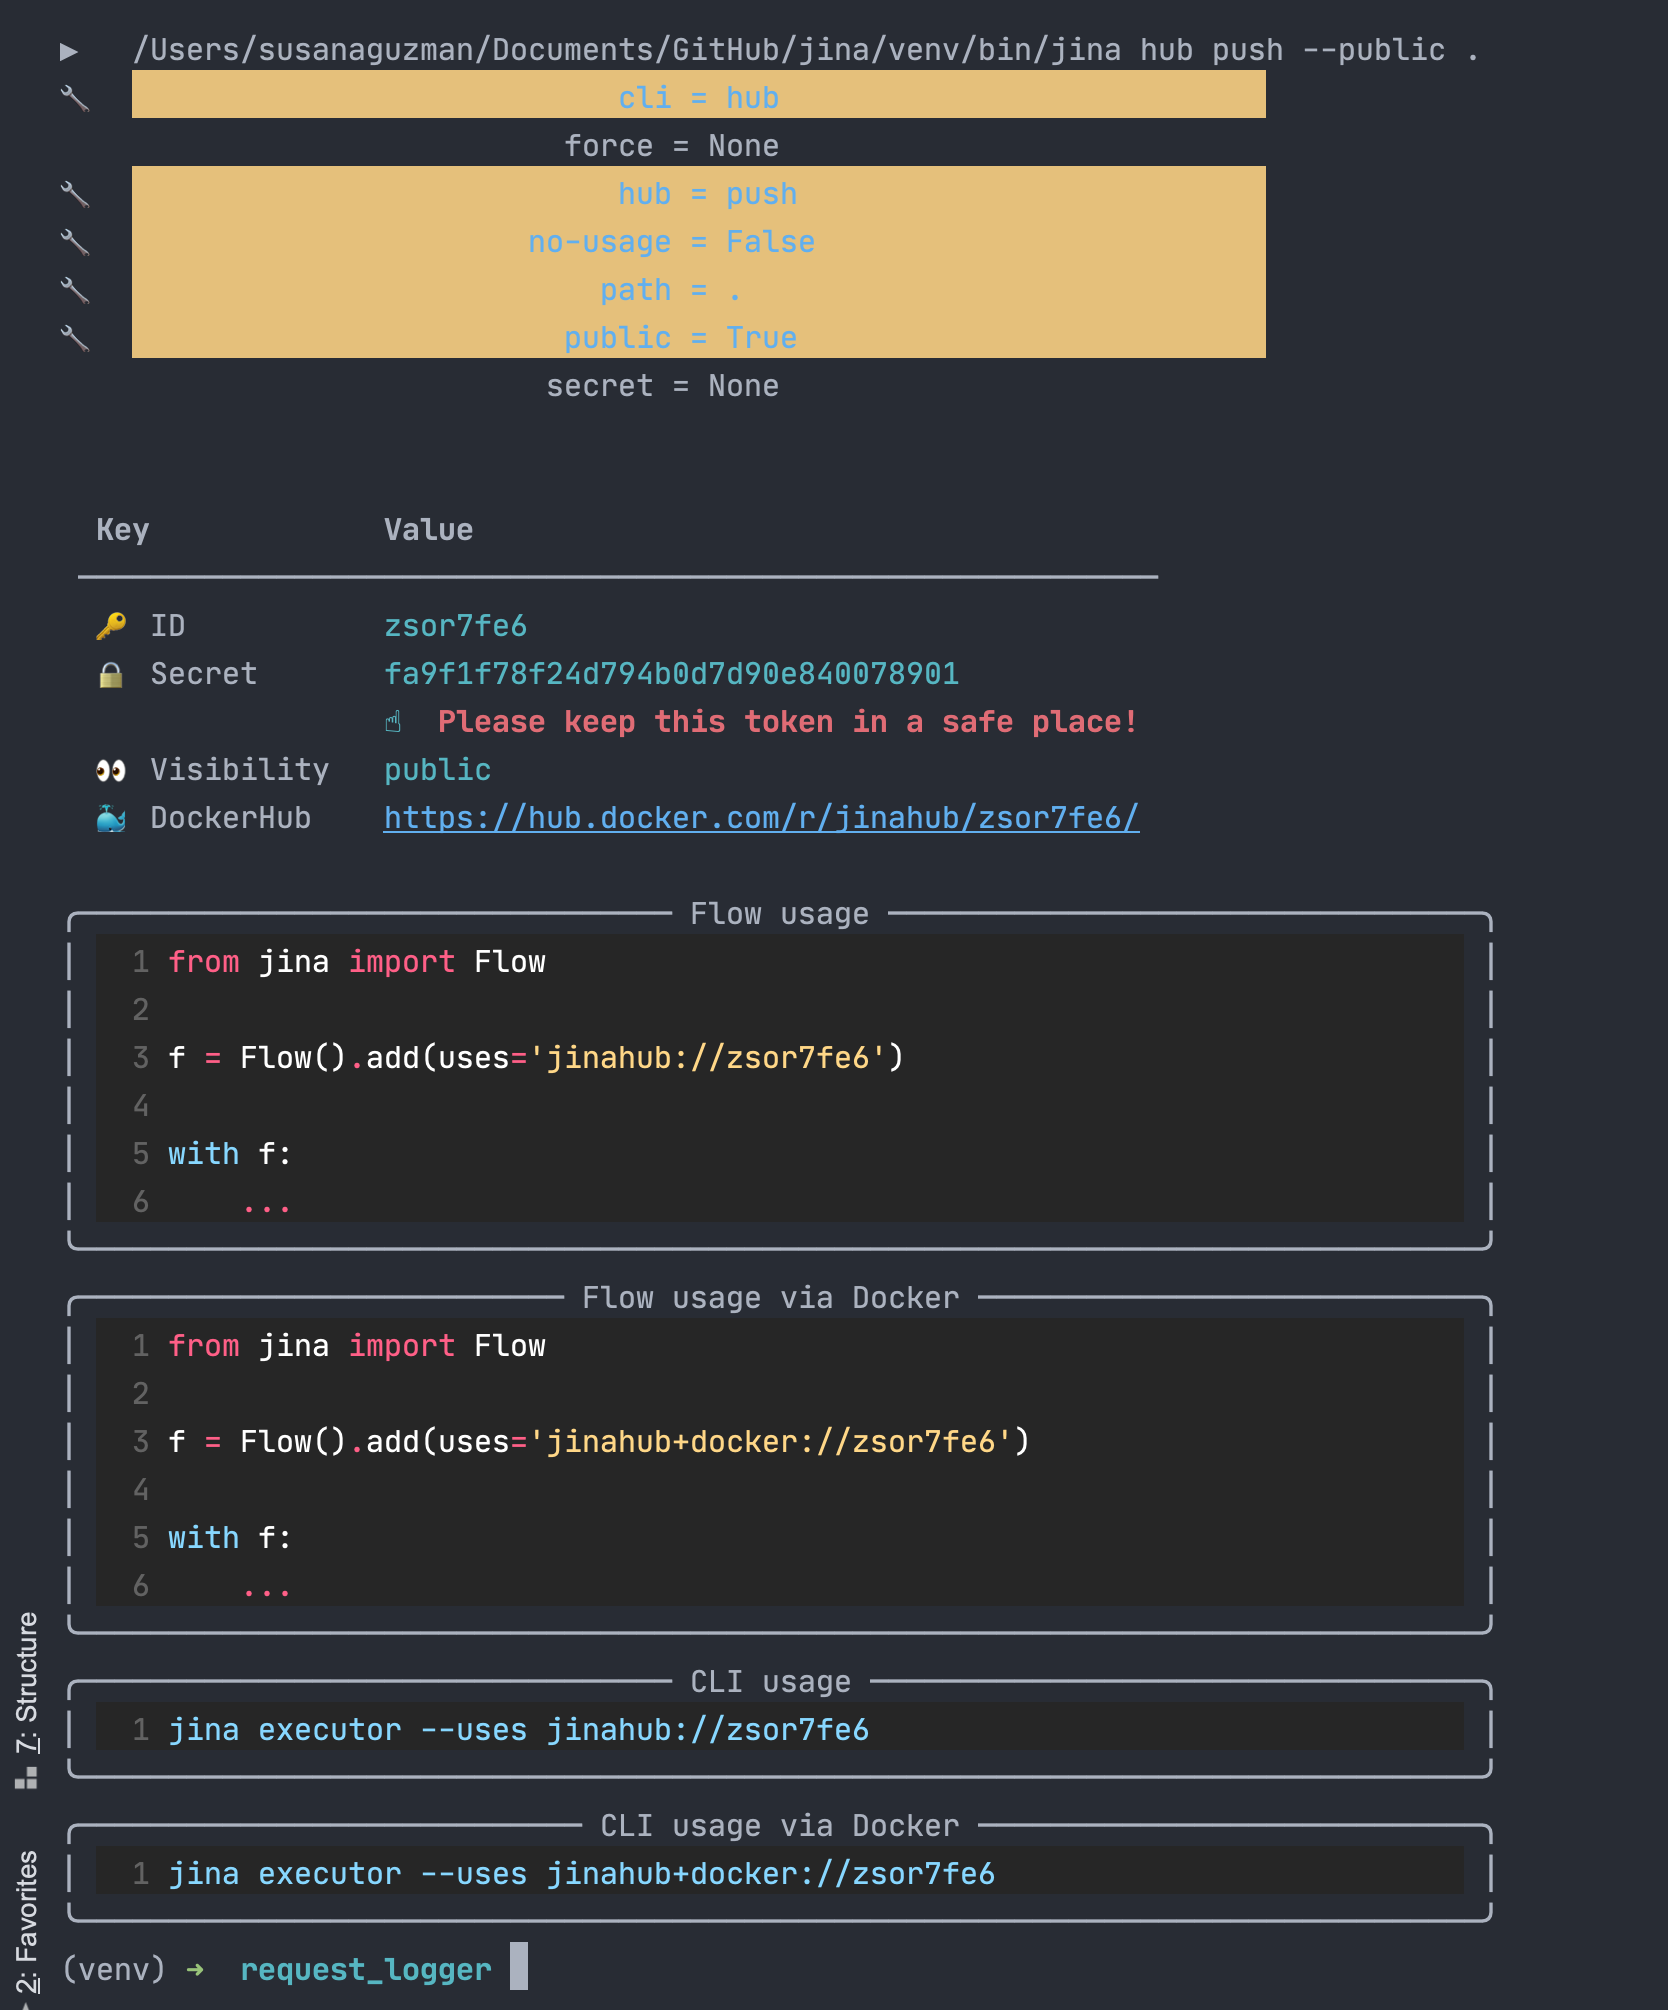 ▶ /Users/susanaguzman/Documents/GitHub/jina/venv/bin/jina hub push --public .
🔧 cli = hub
force = None
🔧 hub = push
🔧 no-usage = False
🔧 path = .
🔧 public = True
secret = None
Key Value
🔑 ID zsor7fe6
🔒 Secret fa9f1f78f24d794b0d7d90e840078901
☝ Please keep this token in a safe place!
👀 Visibility public
🐳 DockerHub https://hub.docker.com/r/jinahub/zsor7fe6/
Flow usage
1 from jina import Flow
2
3 f = Flow().add(uses='jinahub://zsor7fe6')
4
5 with f:
6     ...
Flow usage via Docker
1 from jina import Flow
2
3 f = Flow().add(uses='jinahub+docker://zsor7fe6')
4
5 with f:
6     ...
CLI usage
1 jina executor --uses jinahub://zsor7fe6
CLI usage via Docker
1 jina executor --uses jinahub+docker://zsor7fe6
(venv) ➜ request_logger
7: Structure
2: Favorites